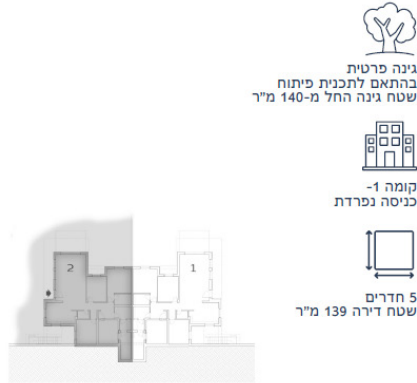 גינה פרטית
בהתאם לתכנית פיתוח
שטח גינה החל מ-140 מ״ר
קומה 1-
כניסה נפרדת
5 חדרים
שטח דירה 139 מ״ר
2
1